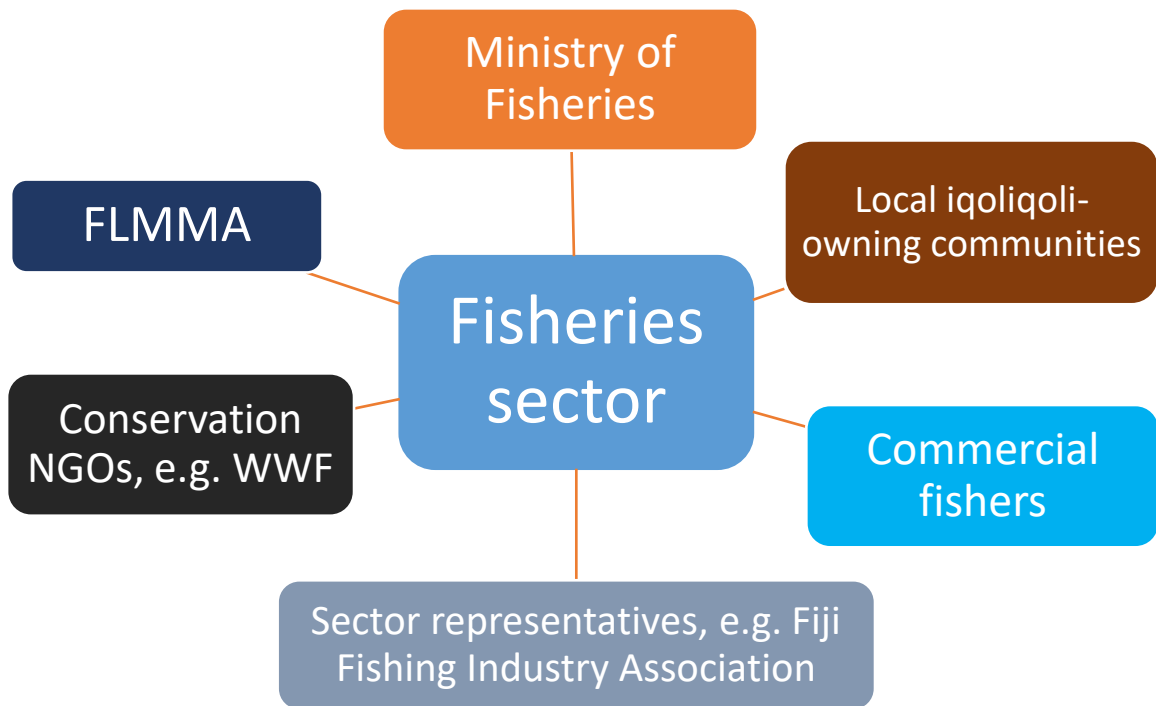 Ministry of
Fisheries
FLMMA
Local iqoliqoli-
owning communities
Fisheries
sector
Conservation
NGOs, e.g. WWF
Commercial
fishers
Sector representatives, e.g. Fiji
Fishing Industry Association